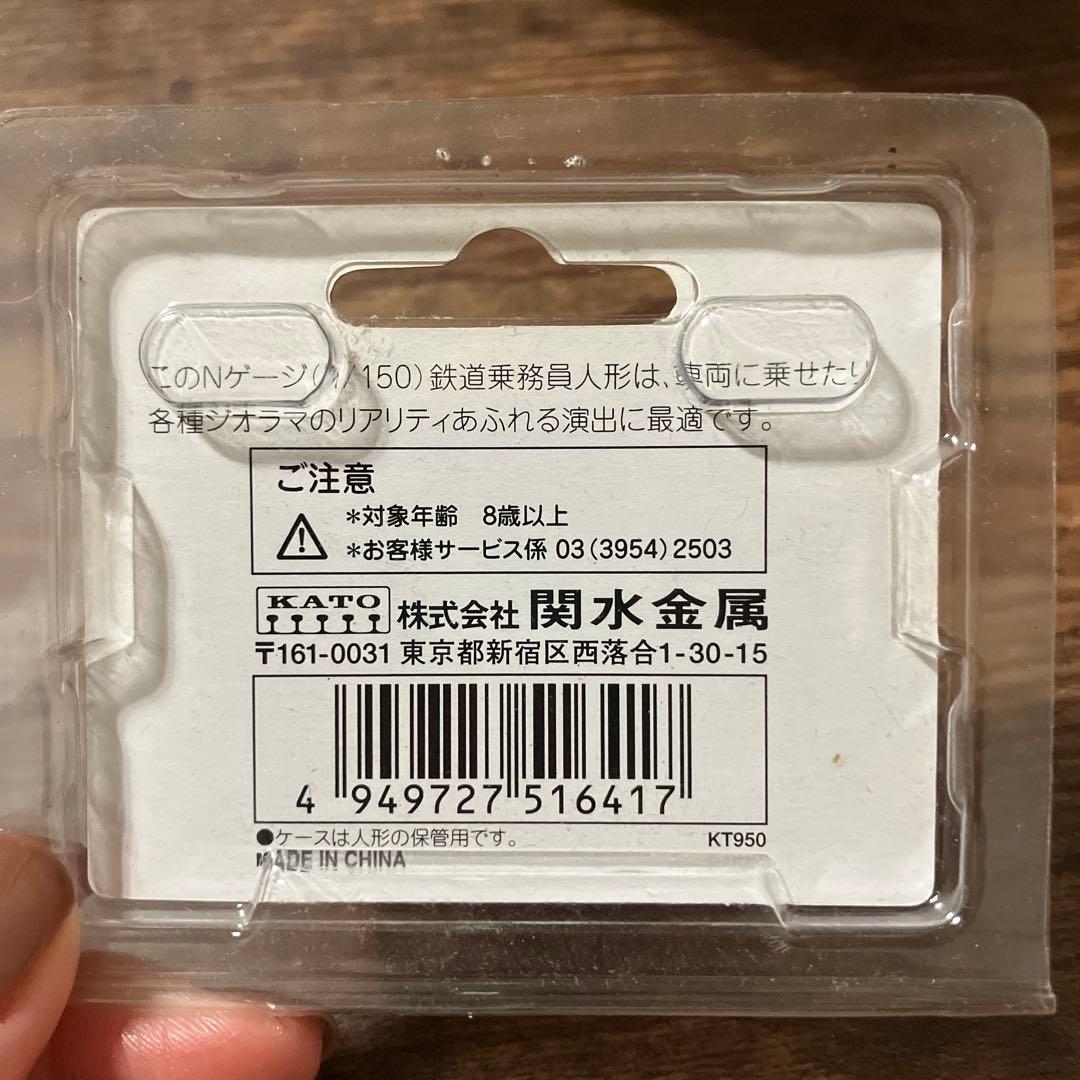 このNゲージ(1/150)鉄道乗務員人形は、車両に乗せたり
各種ジオラマのリアリティあふれる演出に最適です。
ご注意
*対象年齢 8歳以上
*お客様サービス係 03(3954)2503
KATO 株式会社 関水金属
〒161-0031 東京都新宿区西落合1-30-15
4 949727 516417
●ケースは人形の保管用です。 KT950
MADE IN CHINA